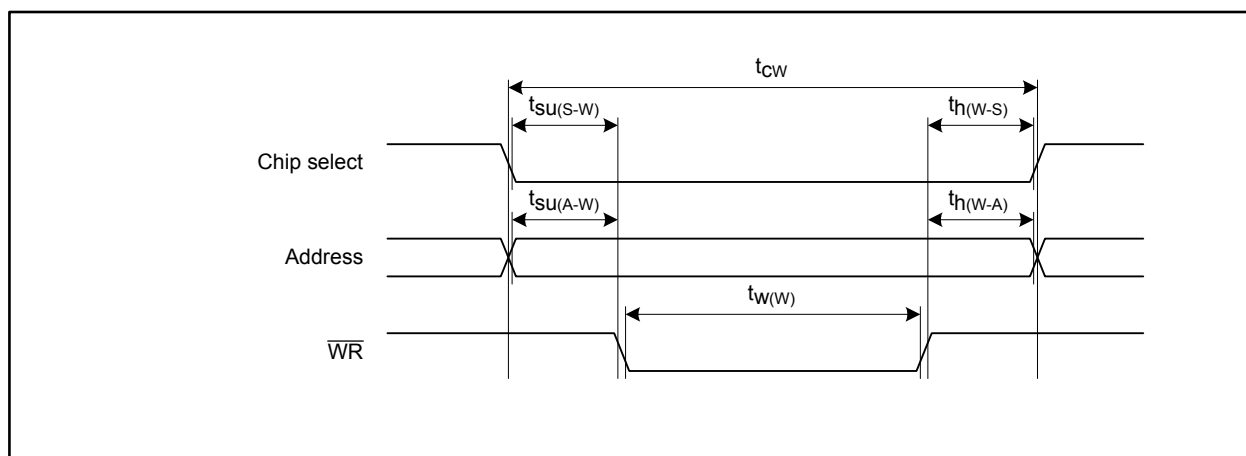 tcw
tsu(S-W) th(W-S)
Chip select
tsu(A-W) th(W-A)
Address
tw(W)
WR